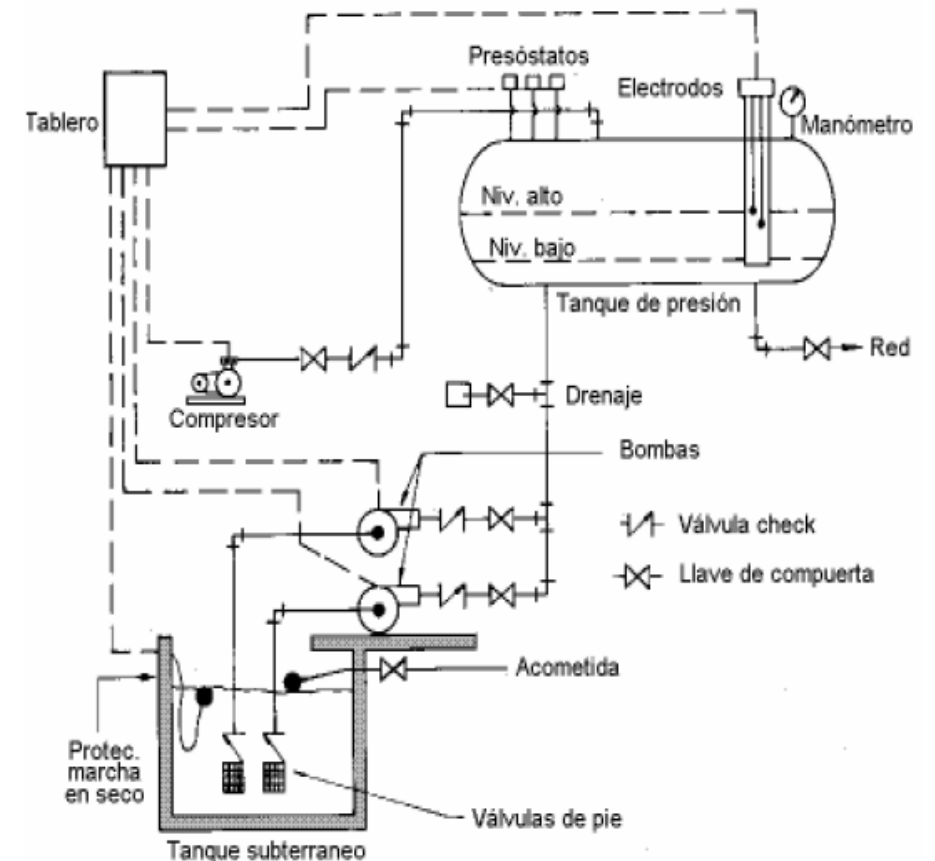 Presóstatos
Electrodos
Tablero
Manómetro
Niv. alto
Niv. bajo
Tanque de presión
Red
Compresor
Drenaje
Bombas
Válvula check
Llave de compuerta
Acometida
Protec.
marcha
en seco
Válvulas de pie
Tanque subterraneo